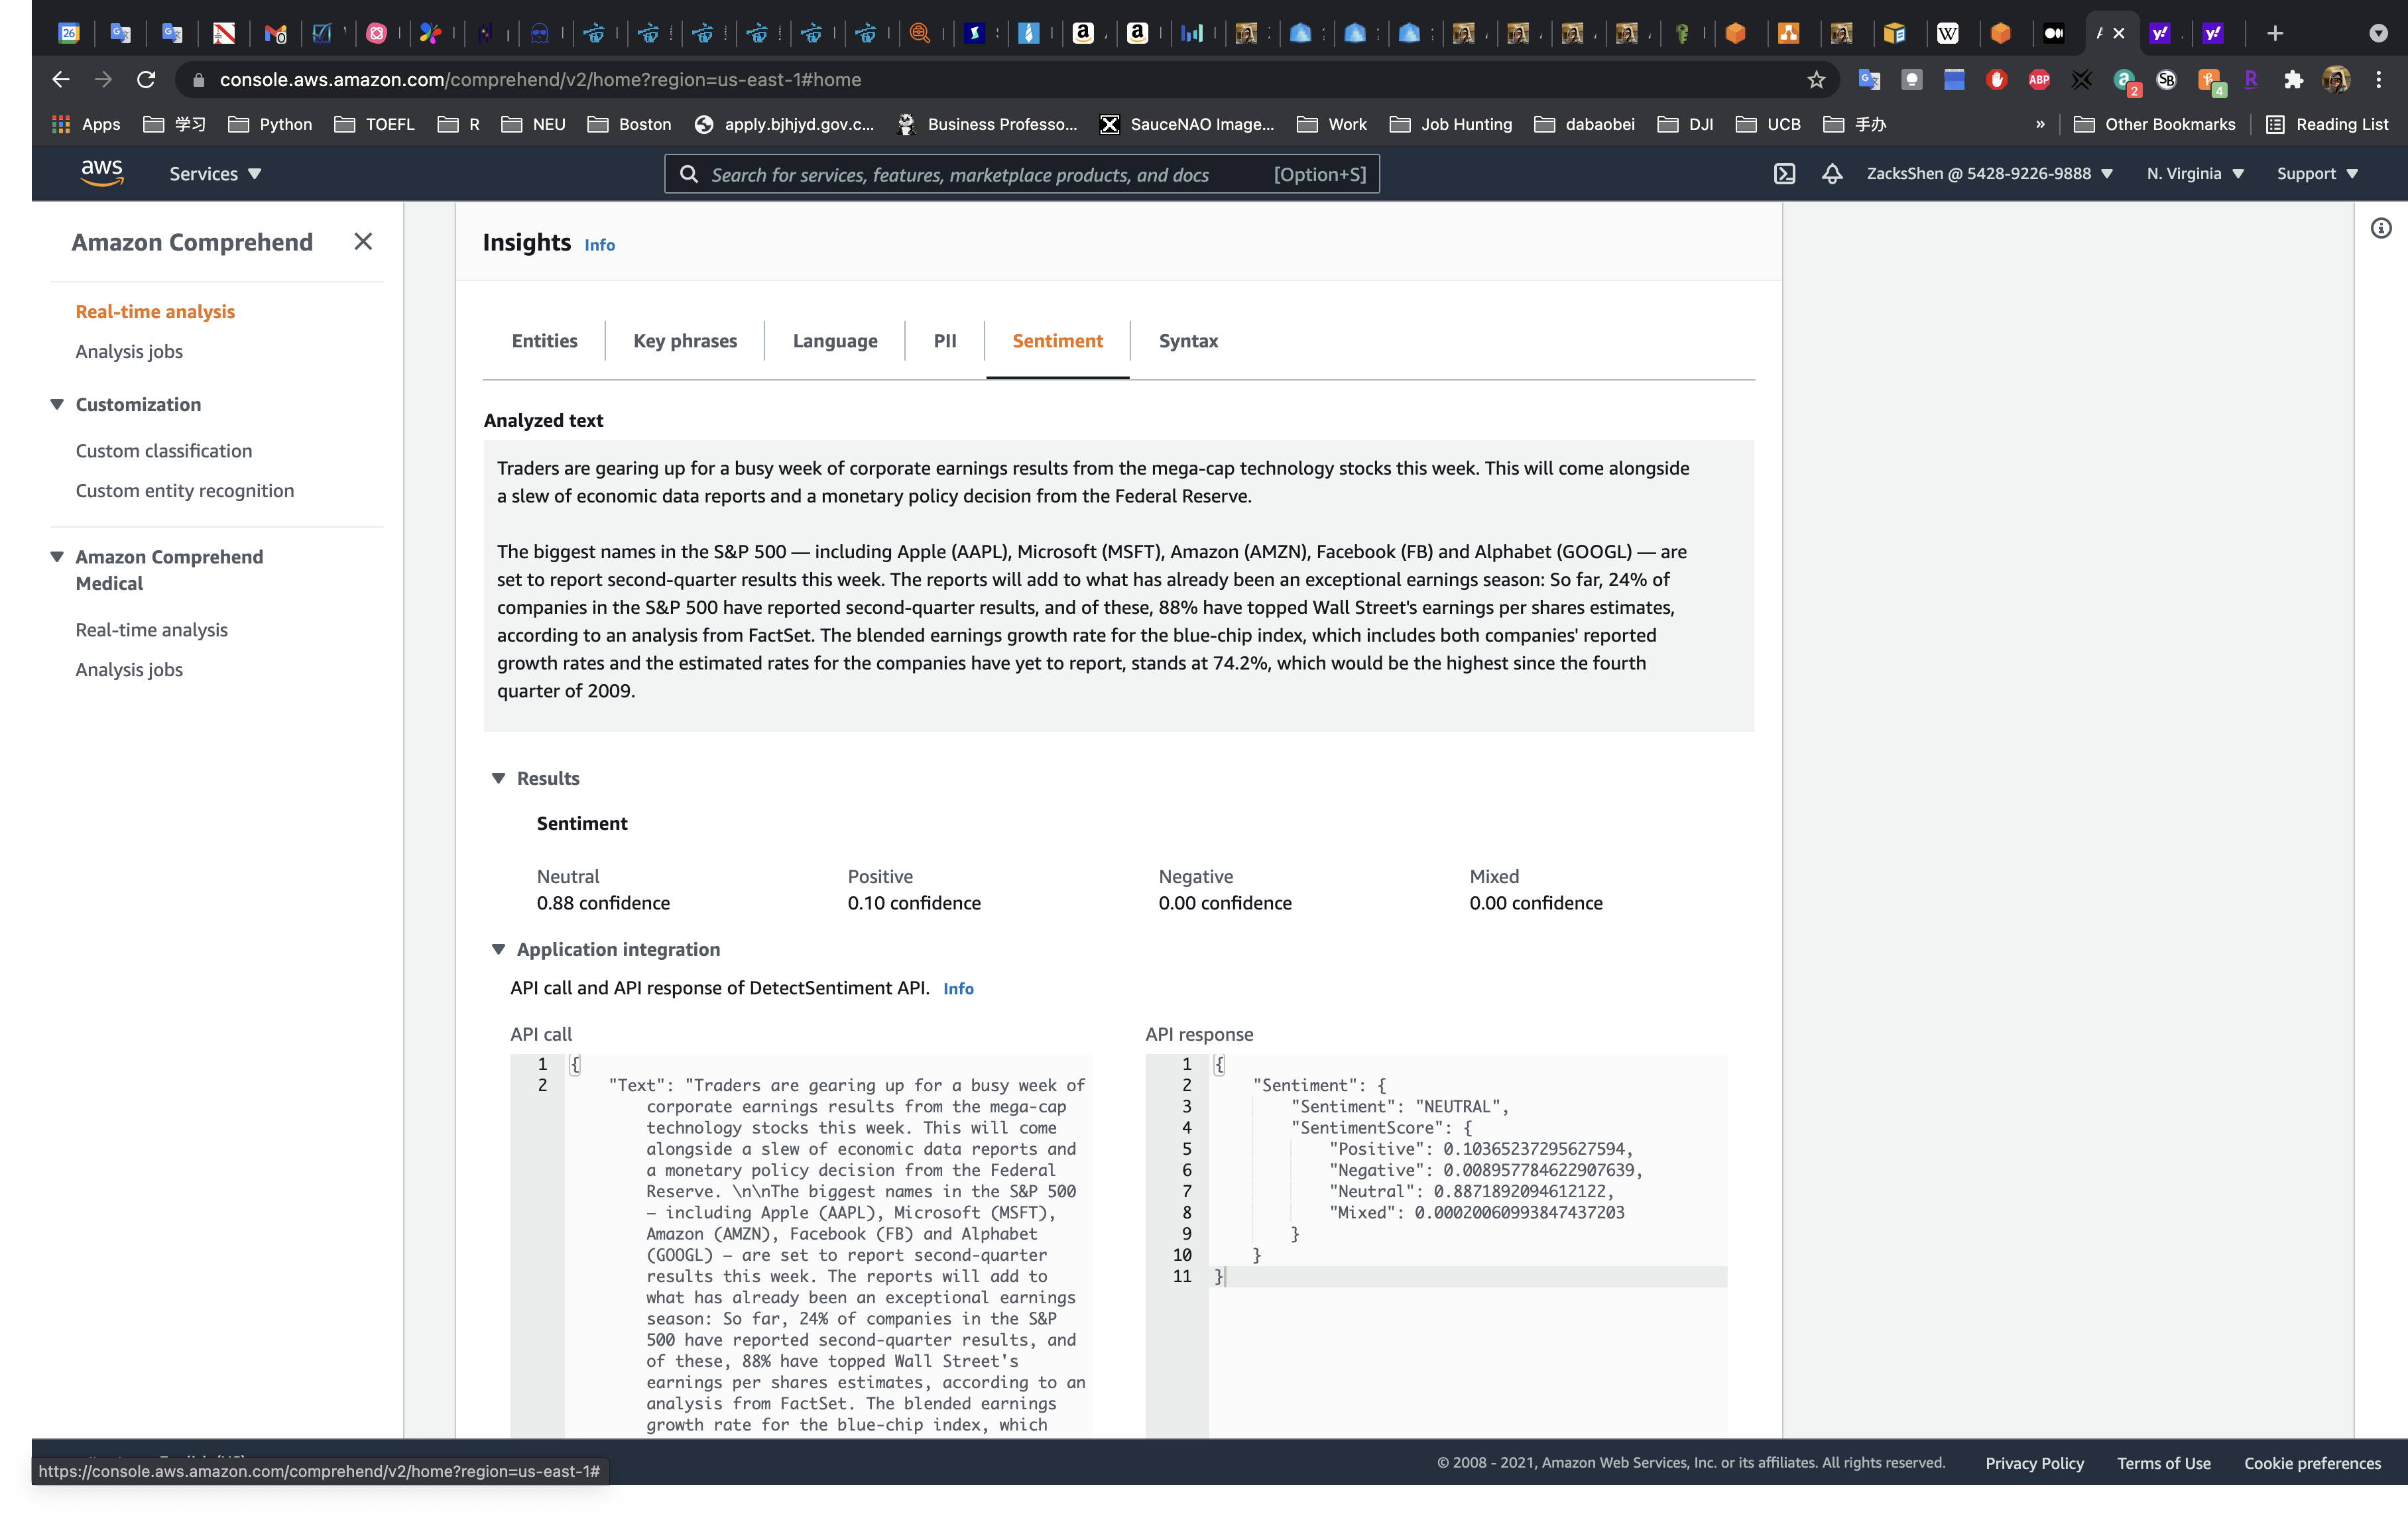 console.aws.amazon.com/comprehend/v2/home?region=us-east-1#home
Apps 学习 Python TOEFL R NEU Boston apply.bjhjyd.gov.c... Business Professo... SauceNAO Image... Work Job Hunting dabaobei DJI UCB 手办 » Other Bookmarks Reading List
aws Services Search for services, features, marketplace products, and docs [Option+S] ZacksShen @ 5428-9226-9888 N. Virginia Support
Amazon Comprehend
Real-time analysis
Analysis jobs
Customization
Custom classification
Custom entity recognition
Amazon Comprehend
Medical
Real-time analysis
Analysis jobs
Insights Info
Entities Key phrases Language PII Sentiment Syntax
Analyzed text
Traders are gearing up for a busy week of corporate earnings results from the mega-cap technology stocks this week. This will come alongside
a slew of economic data reports and a monetary policy decision from the Federal Reserve.
The biggest names in the S&P 500 — including Apple (AAPL), Microsoft (MSFT), Amazon (AMZN), Facebook (FB) and Alphabet (GOOGL) — are
set to report second-quarter results this week. The reports will add to what has already been an exceptional earnings season: So far, 24% of
companies in the S&P 500 have reported second-quarter results, and of these, 88% have topped Wall Street's earnings per shares estimates,
according to an analysis from FactSet. The blended earnings growth rate for the blue-chip index, which includes both companies' reported
growth rates and the estimated rates for the companies have yet to report, stands at 74.2%, which would be the highest since the fourth
quarter of 2009.
Results
Sentiment
Neutral Positive Negative Mixed
0.88 confidence 0.10 confidence 0.00 confidence 0.00 confidence
Application integration
API call and API response of DetectSentiment API. Info
API call
1 {
2 "Text": "Traders are gearing up for a busy week of
corporate earnings results from the mega-cap
technology stocks this week. This will come
alongside a slew of economic data reports and
a monetary policy decision from the Federal
Reserve. \n\nThe biggest names in the S&P 500
— including Apple (AAPL), Microsoft (MSFT),
Amazon (AMZN), Facebook (FB) and Alphabet
(GOOGL) — are set to report second-quarter
results this week. The reports will add to
what has already been an exceptional earnings
season: So far, 24% of companies in the S&P
500 have reported second-quarter results, and
of these, 88% have topped Wall Street's
earnings per shares estimates, according to an
analysis from FactSet. The blended earnings
growth rate for the blue-chip index, which
API response
1 {
2 "Sentiment": {
3 "Sentiment": "NEUTRAL",
4 "SentimentScore": {
5 "Positive": 0.10365237295627594,
6 "Negative": 0.008957784622907639,
7 "Neutral": 0.8871892094612122,
8 "Mixed": 0.00020060993847437203
9 }
10 }
11 }
https://console.aws.amazon.com/comprehend/v2/home?region=us-east-1#
© 2008 - 2021, Amazon Web Services, Inc. or its affiliates. All rights reserved. Privacy Policy Terms of Use Cookie preferences